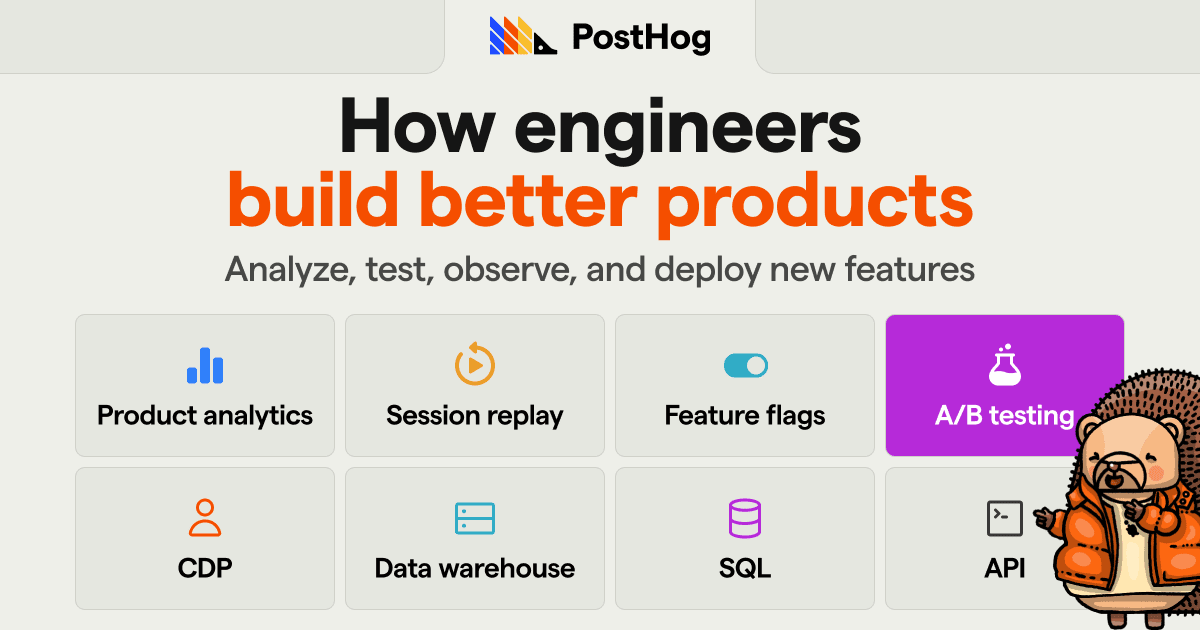 PostHog
How engineers
build better products
Analyze, test, observe, and deploy new features
Product analytics
Session replay
Feature flags
A/B testing
CDP
Data warehouse
SQL
API